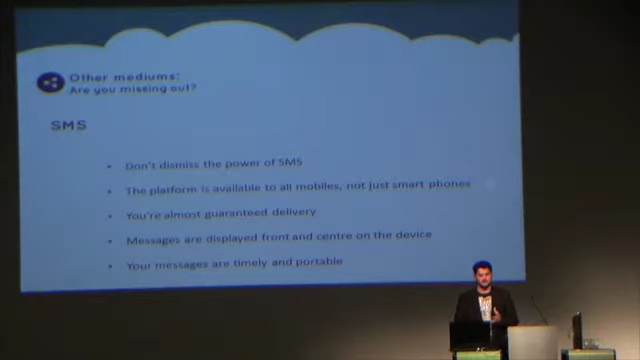 Other mediums:
Are you missing out?
SMS
• Don't dismiss the power of SMS
• The platform is available to all mobiles, not just smart phones
• You're almost guaranteed delivery
• Messages are displayed front and centre on the device
• Your messages are timely and portable